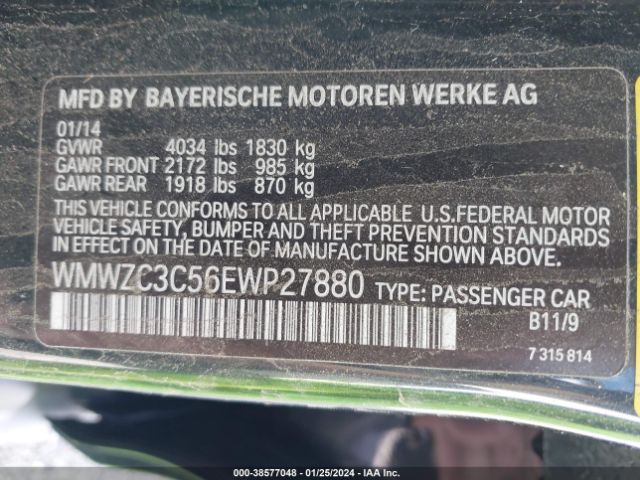 MFD BY BAYERISCHE MOTOREN WERKE AG
01/14
GVWR 4034 lbs 1830 kg
GAWR FRONT 2172 lbs 985 kg
GAWR REAR 1918 lbs 870 kg
THIS VEHICLE CONFORMS TO ALL APPLICABLE U.S.FEDERAL MOTOR
VEHICLE SAFETY, BUMPER AND THEFT PREVENTION STANDARDS
IN EFFECT ON THE DATE OF MANUFACTURE SHOWN ABOVE.
WMWZC3C56EWP27880 TYPE: PASSENGER CAR
B11/9
7 315 814
000-38577048 - 01/25/2024 - IAA Inc.